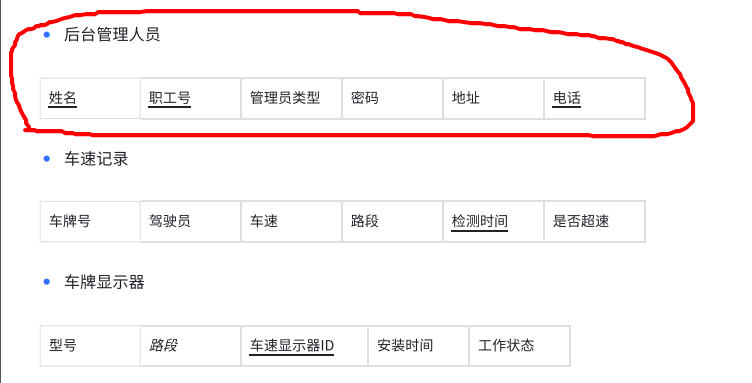 后台管理人员
姓名 职工号 管理员类型 密码 地址 电话
车速记录
车牌号 驾驶员 车速 路段 检测时间 是否超速
车牌显示器
型号 路段 车速显示器ID 安装时间 工作状态